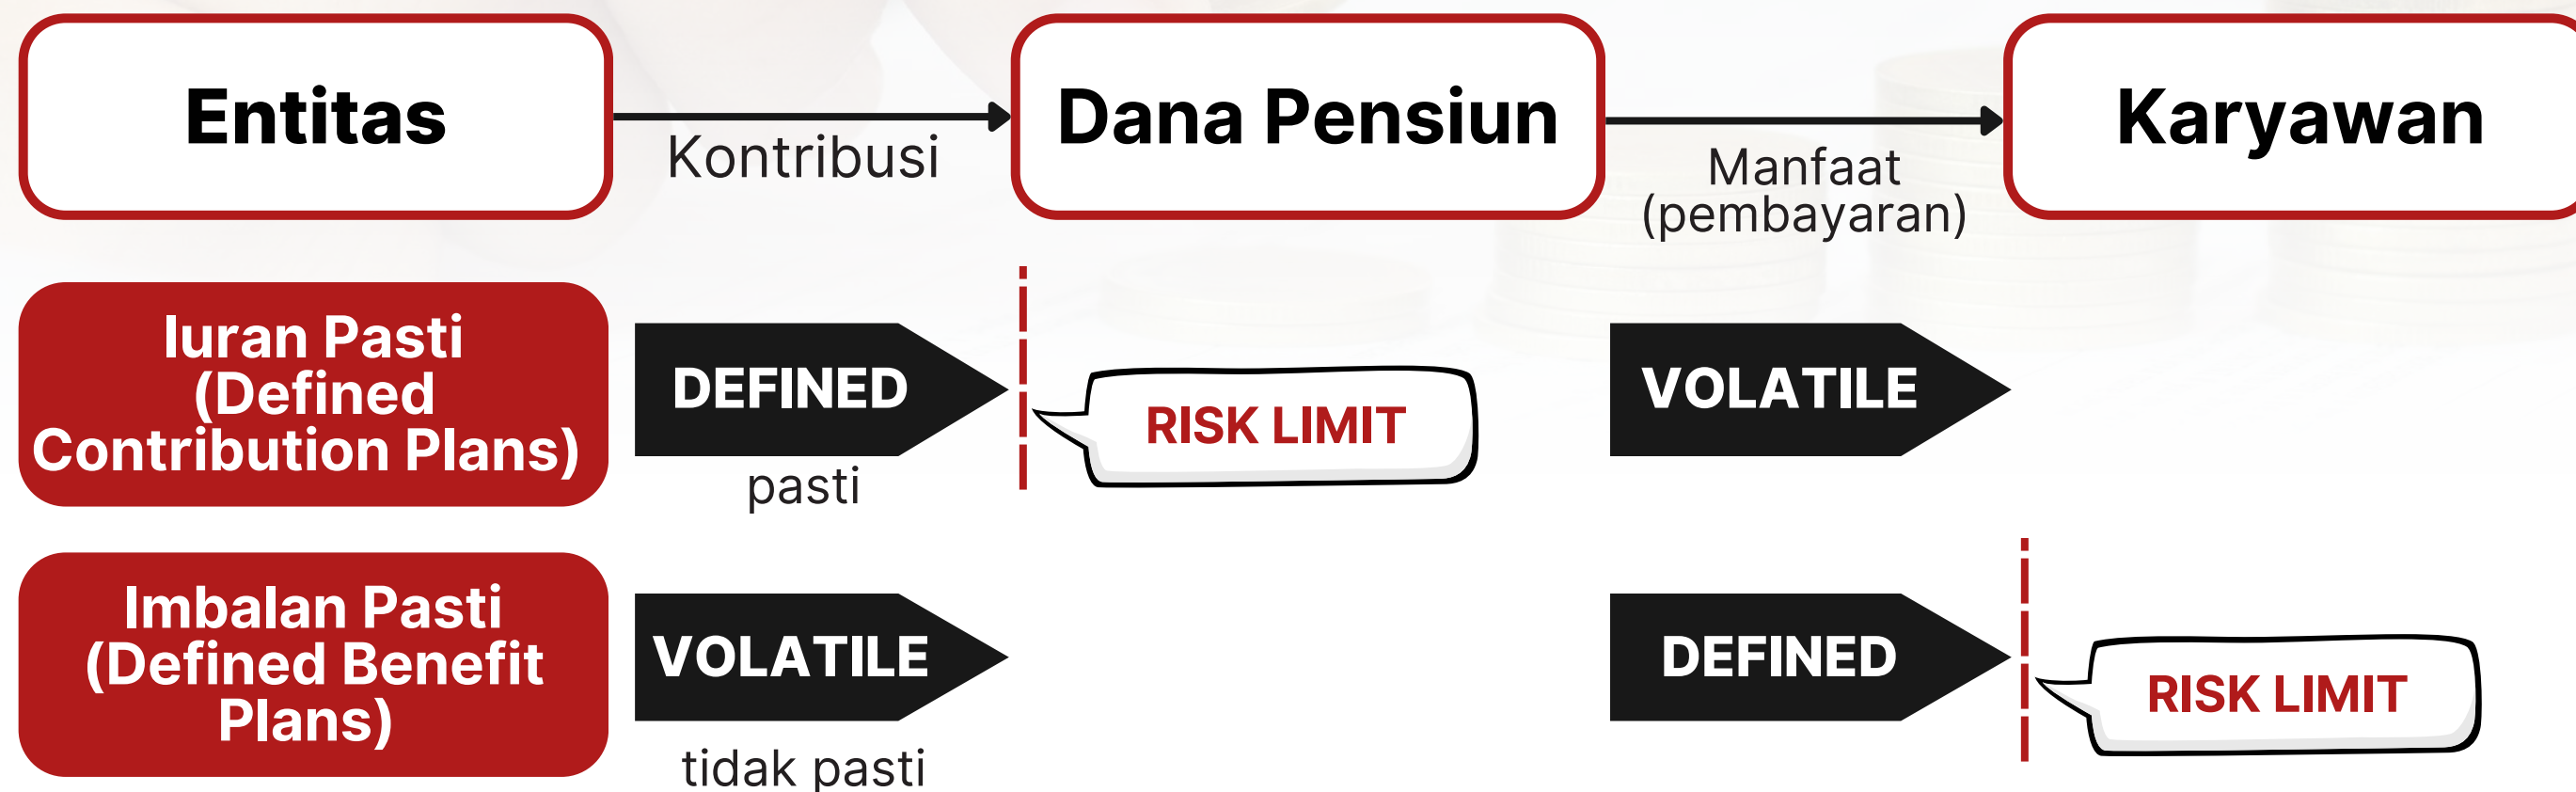 Entitas
Kontribusi
Dana Pensiun
Manfaat
(pembayaran)
Karyawan
Iuran Pasti
(Defined
Contribution Plans)
DEFINED
pasti
RISK LIMIT
VOLATILE
Imbalan Pasti
(Defined Benefit
Plans)
VOLATILE
tidak pasti
DEFINED
RISK LIMIT